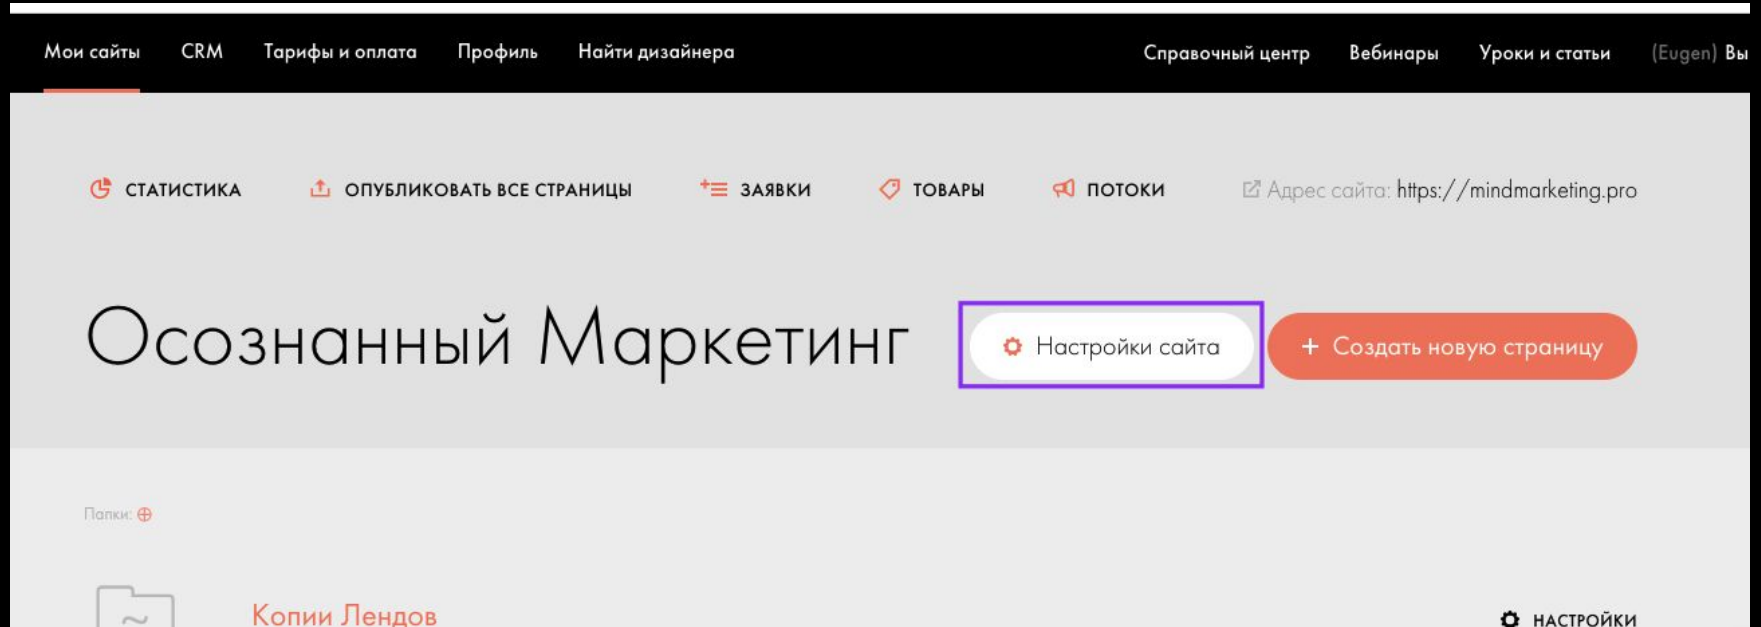 Мои сайты CRM Тарифы и оплата Профиль Найти дизайнера Справочный центр Вебинары Уроки и статьи (Eugen) Вы
СТАТИСТИКА ОПУБЛИКОВАТЬ ВСЕ СТРАНИЦЫ ЗАЯВКИ ТОВАРЫ ПОТОКИ Адрес сайта: https://mindmarketing.pro
Осознанный Маркетинг Настройки сайта + Создать новую страницу
Папки:
Копии Лендов НАСТРОЙКИ